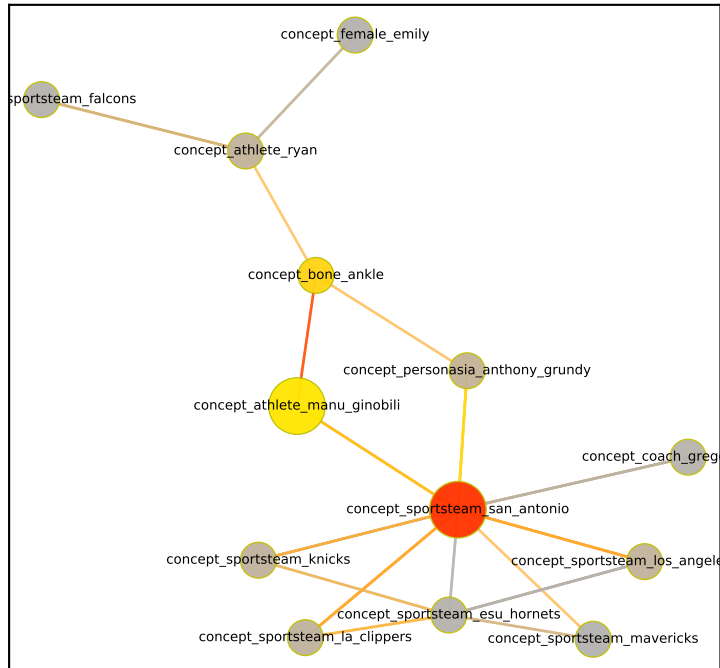 concept_female_emily
sportsteam_falcons
concept_athlete_ryan
concept_bone_ankle
concept_personasia_anthony_grundy
concept_athlete_manu_ginobili
concept_coach_greg
concept_sportsteam_san_antonio
concept_sportsteam_knicks
concept_sportsteam_los_angele
concept_sportsteam_esu_hornets
concept_sportsteam_la_clippers
concept_sportsteam_mavericks